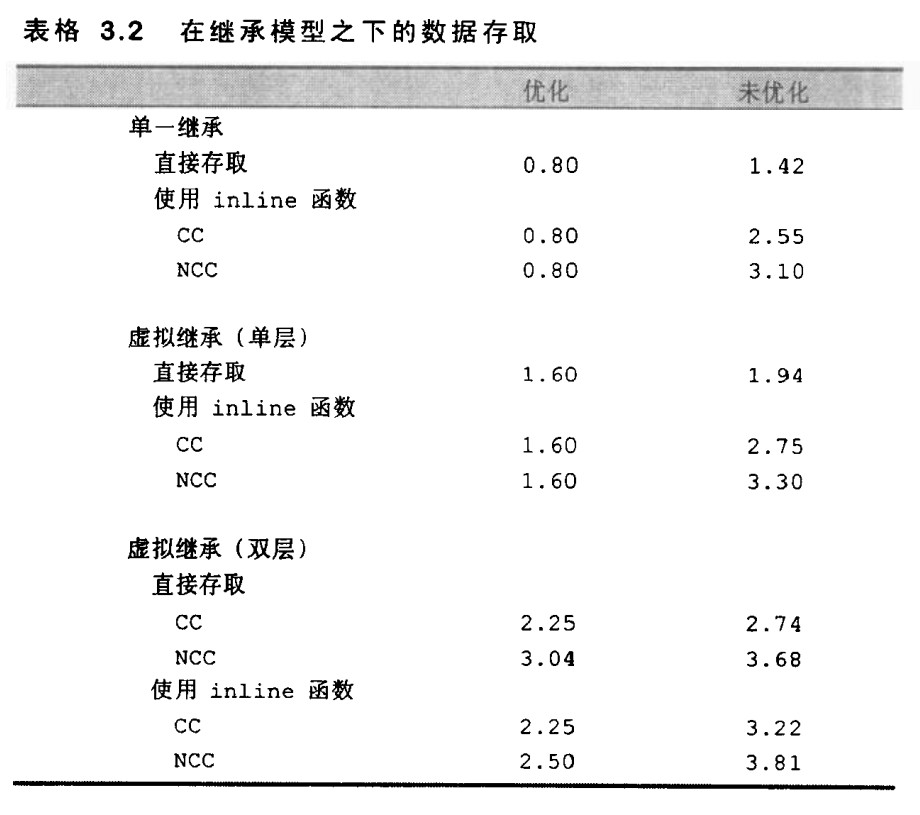 表格 3.2 在继承模型之下的数据存取
优化 未优化
单一继承
直接存取 0.80 1.42
使用 inline 函数
CC 0.80 2.55
NCC 0.80 3.10
虚拟继承（单层）
直接存取 1.60 1.94
使用 inline 函数
CC 1.60 2.75
NCC 1.60 3.30
虚拟继承（双层）
直接存取
CC 2.25 2.74
NCC 3.04 3.68
使用 inline 函数
CC 2.25 3.22
NCC 2.50 3.81